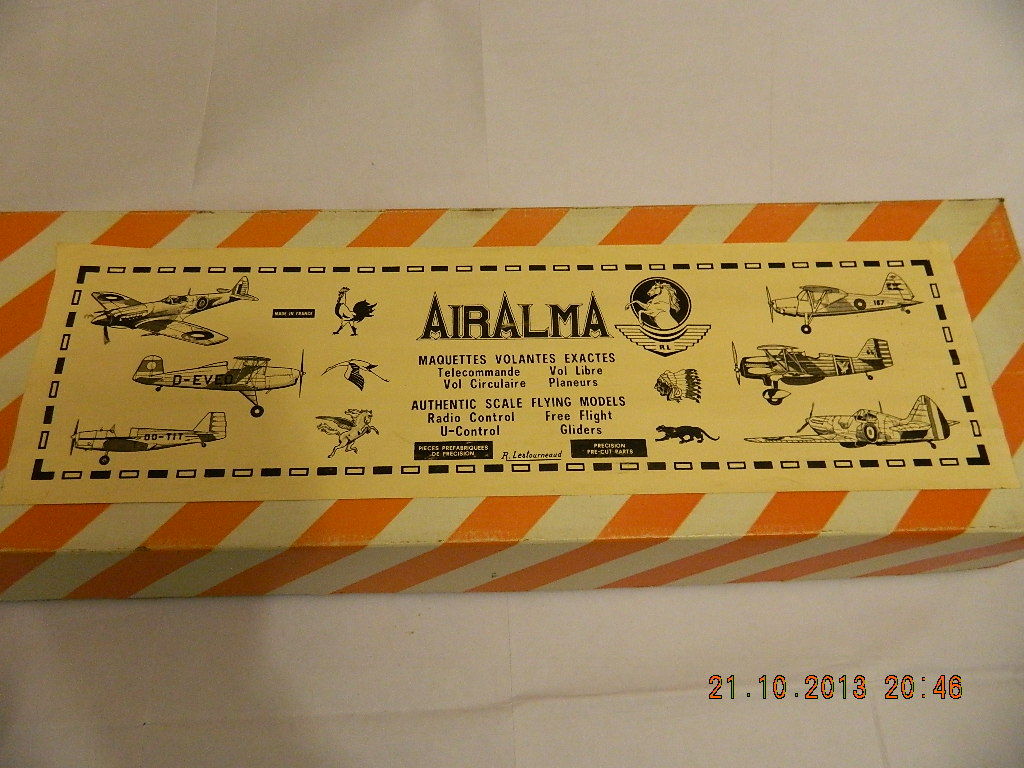 MADE IN FRANCE
AIRALMA
R.L.
167
MAQUETTES VOLANTES EXACTES
Telecommande Vol Libre
Vol Circulaire Planeurs
D-EVEO
AUTHENTIC SCALE FLYING MODELS
Radio Control Free Flight
U-Control Gliders
OO-TIT
PIECES PREFABRIQUEES
DE PRECISION
R. Lestourneaud
PRECISION
PRE-CUT PARTS
21.10.2013 20:46